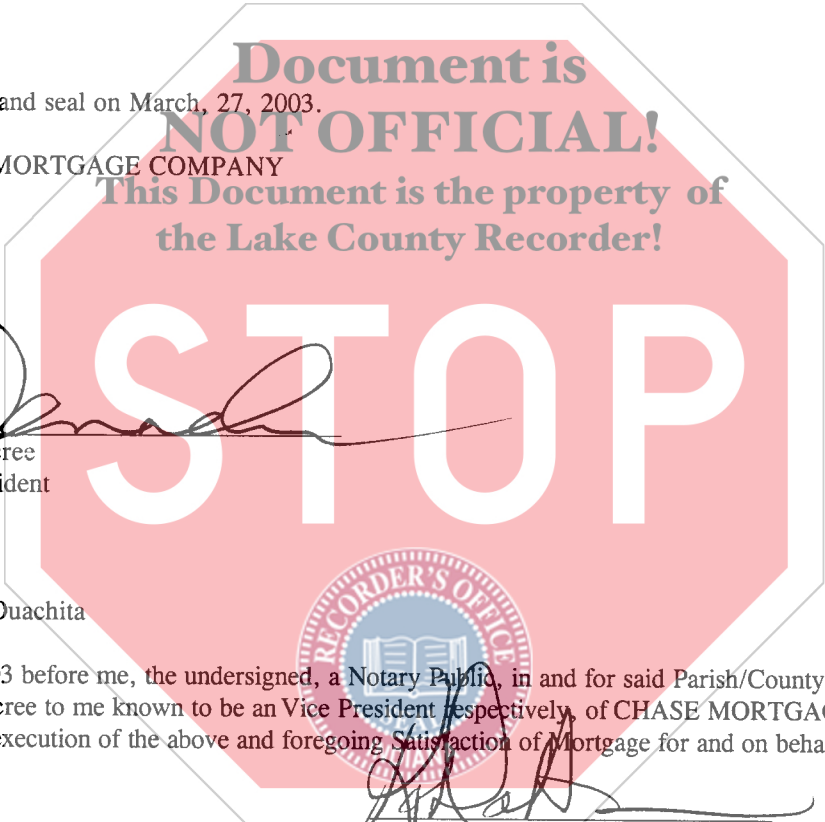 Document is
and seal on March, 27, 2003.
NOT OFFICIAL!
MORTGAGE COMPANY
This Document is the property of
the Lake County Recorder!
STOP
cree
ident
Ouachita
RECORDER'S OFFICE
SEAL
3 before me, the undersigned, a Notary Public, in and for said Parish/County
cree to me known to be an Vice President respectively, of CHASE MORTGAG
execution of the above and foregoing Satisfaction of Mortgage for and on beha